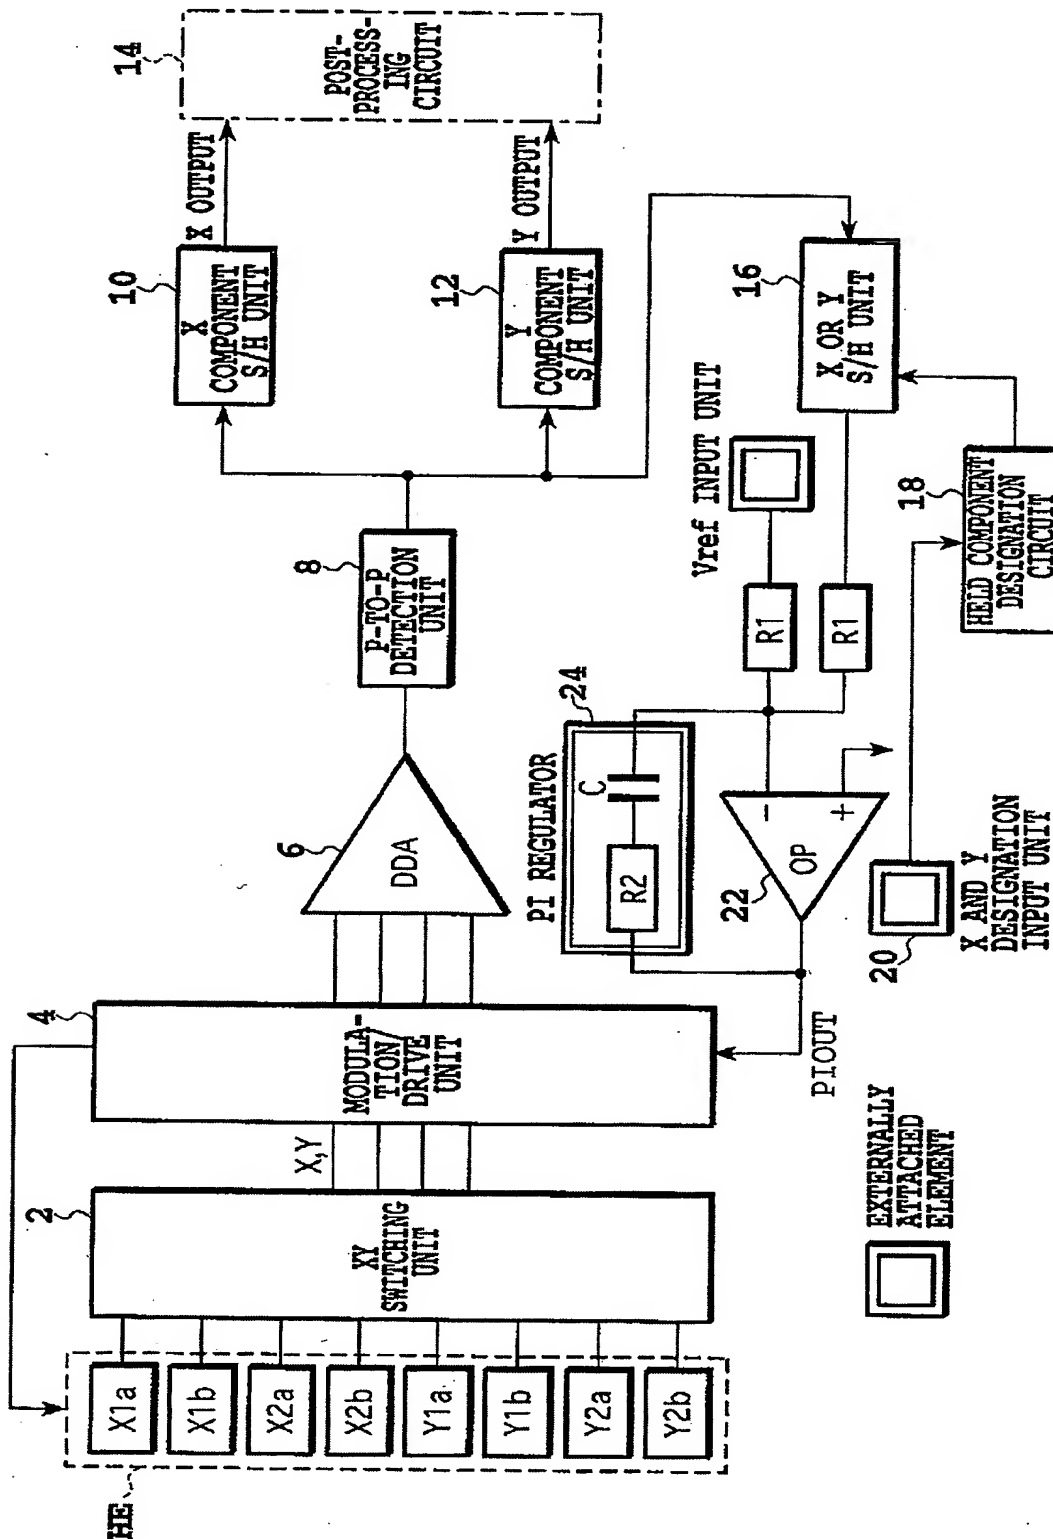 HE
X1a
X1b
X2a
X2b
Y1a
Y1b
Y2a
Y2b
2
XY
SWITCHING
UNIT
X,Y
4
MODULA-
TION/
DRIVE
UNIT
6
DDA
8
P-TO-P
DETECTION
UNIT
10
X
COMPONENT
S/H UNIT
X OUTPUT
12
Y
COMPONENT
S/H UNIT
Y OUTPUT
14
POST-
PROCESS-
ING
CIRCUIT
16
X OR Y
S/H UNIT
Vref INPUT UNIT
R1
R1
18
HELD COMPONENT
DESIGNATION
CIRCUIT
PI REGULATOR
24
C
R2
22
OP
-
+
PIOUT
20
X AND Y
DESIGNATION
INPUT UNIT
EXTERNALLY
ATTACHED
ELEMENT